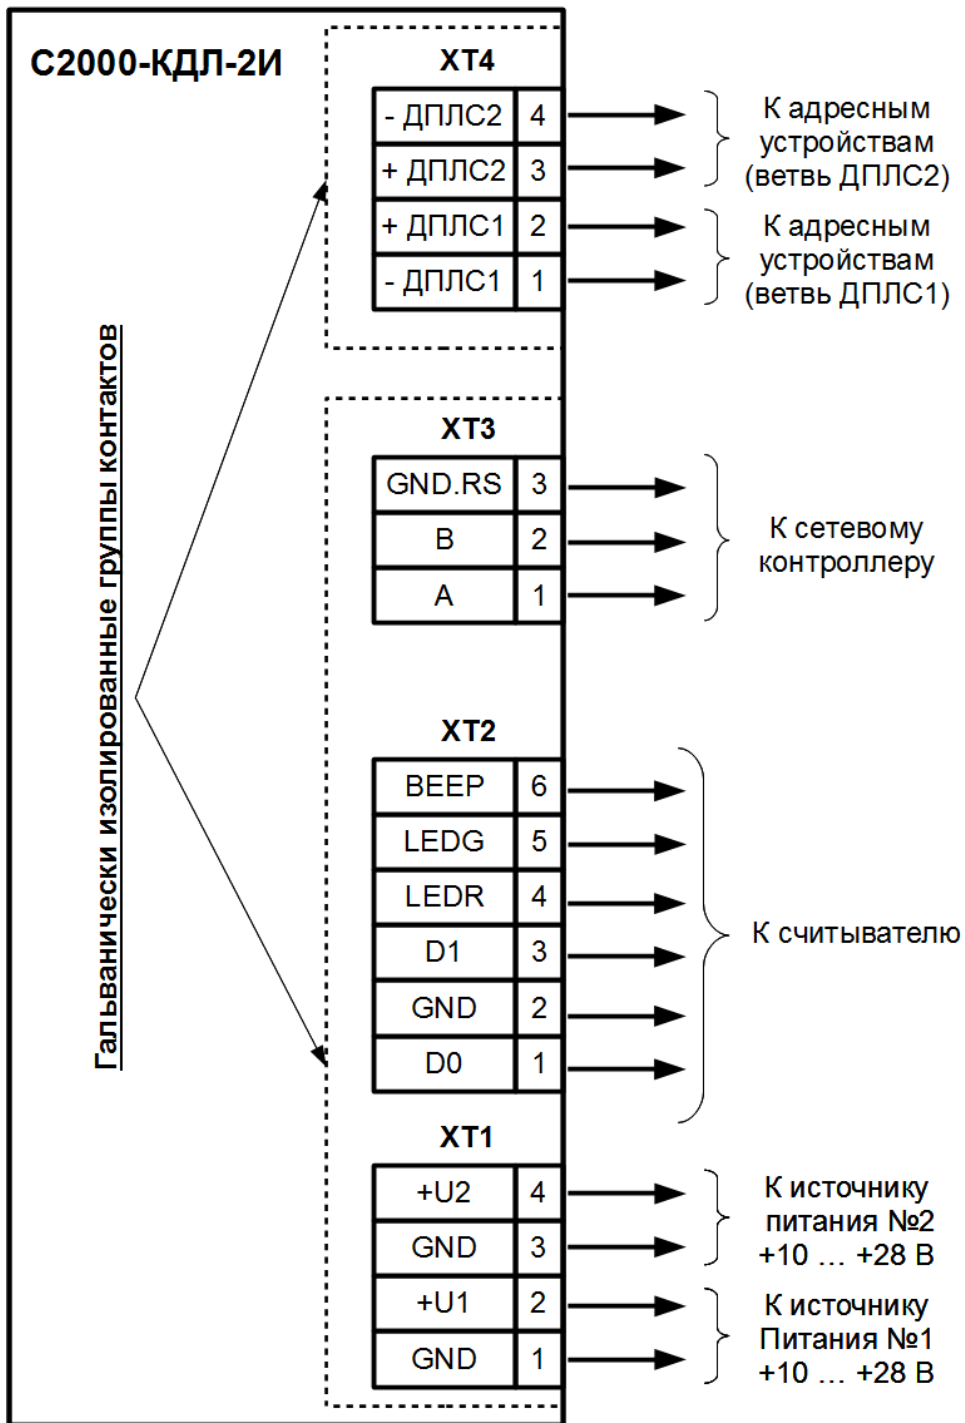 С2000-КДЛ-2И
XT4
- ДПЛС2 4
+ ДПЛС2 3
+ ДПЛС1 2
- ДПЛС1 1
К адресным
устройствам
(ветвь ДПЛС2)
К адресным
устройствам
(ветвь ДПЛС1)
Гальванически изолированные группы контактов
XT3
GND.RS 3
B 2
A 1
К сетевому
контроллеру
XT2
BEEP 6
LEDG 5
LEDR 4
D1 3
GND 2
D0 1
К считывателю
XT1
+U2 4
GND 3
+U1 2
GND 1
К источнику
питания №2
+10 ... +28 В
К источнику
Питания №1
+10 ... +28 В